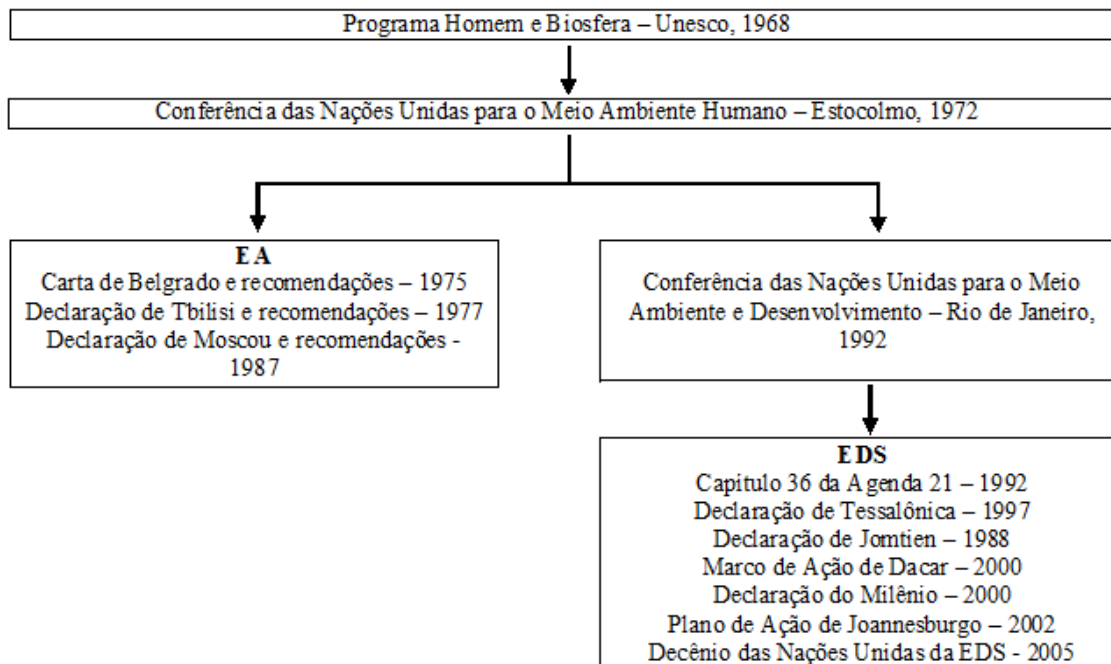 Programa Homem e Biosfera – Unesco, 1968
Conferência das Nações Unidas para o Meio Ambiente Humano – Estocolmo, 1972
EA
Carta de Belgrado e recomendações – 1975
Declaração de Tbilisi e recomendações – 1977
Declaração de Moscou e recomendações -
1987
Conferência das Nações Unidas para o Meio
Ambiente e Desenvolvimento – Rio de Janeiro,
1992
EDS
Capitulo 36 da Agenda 21 – 1992
Declaração de Tessalônica – 1997
Declaração de Jomtien – 1988
Marco de Ação de Dacar – 2000
Declaração do Milênio – 2000
Plano de Ação de Joannesburgo – 2002
Decênio das Nações Unidas da EDS - 2005